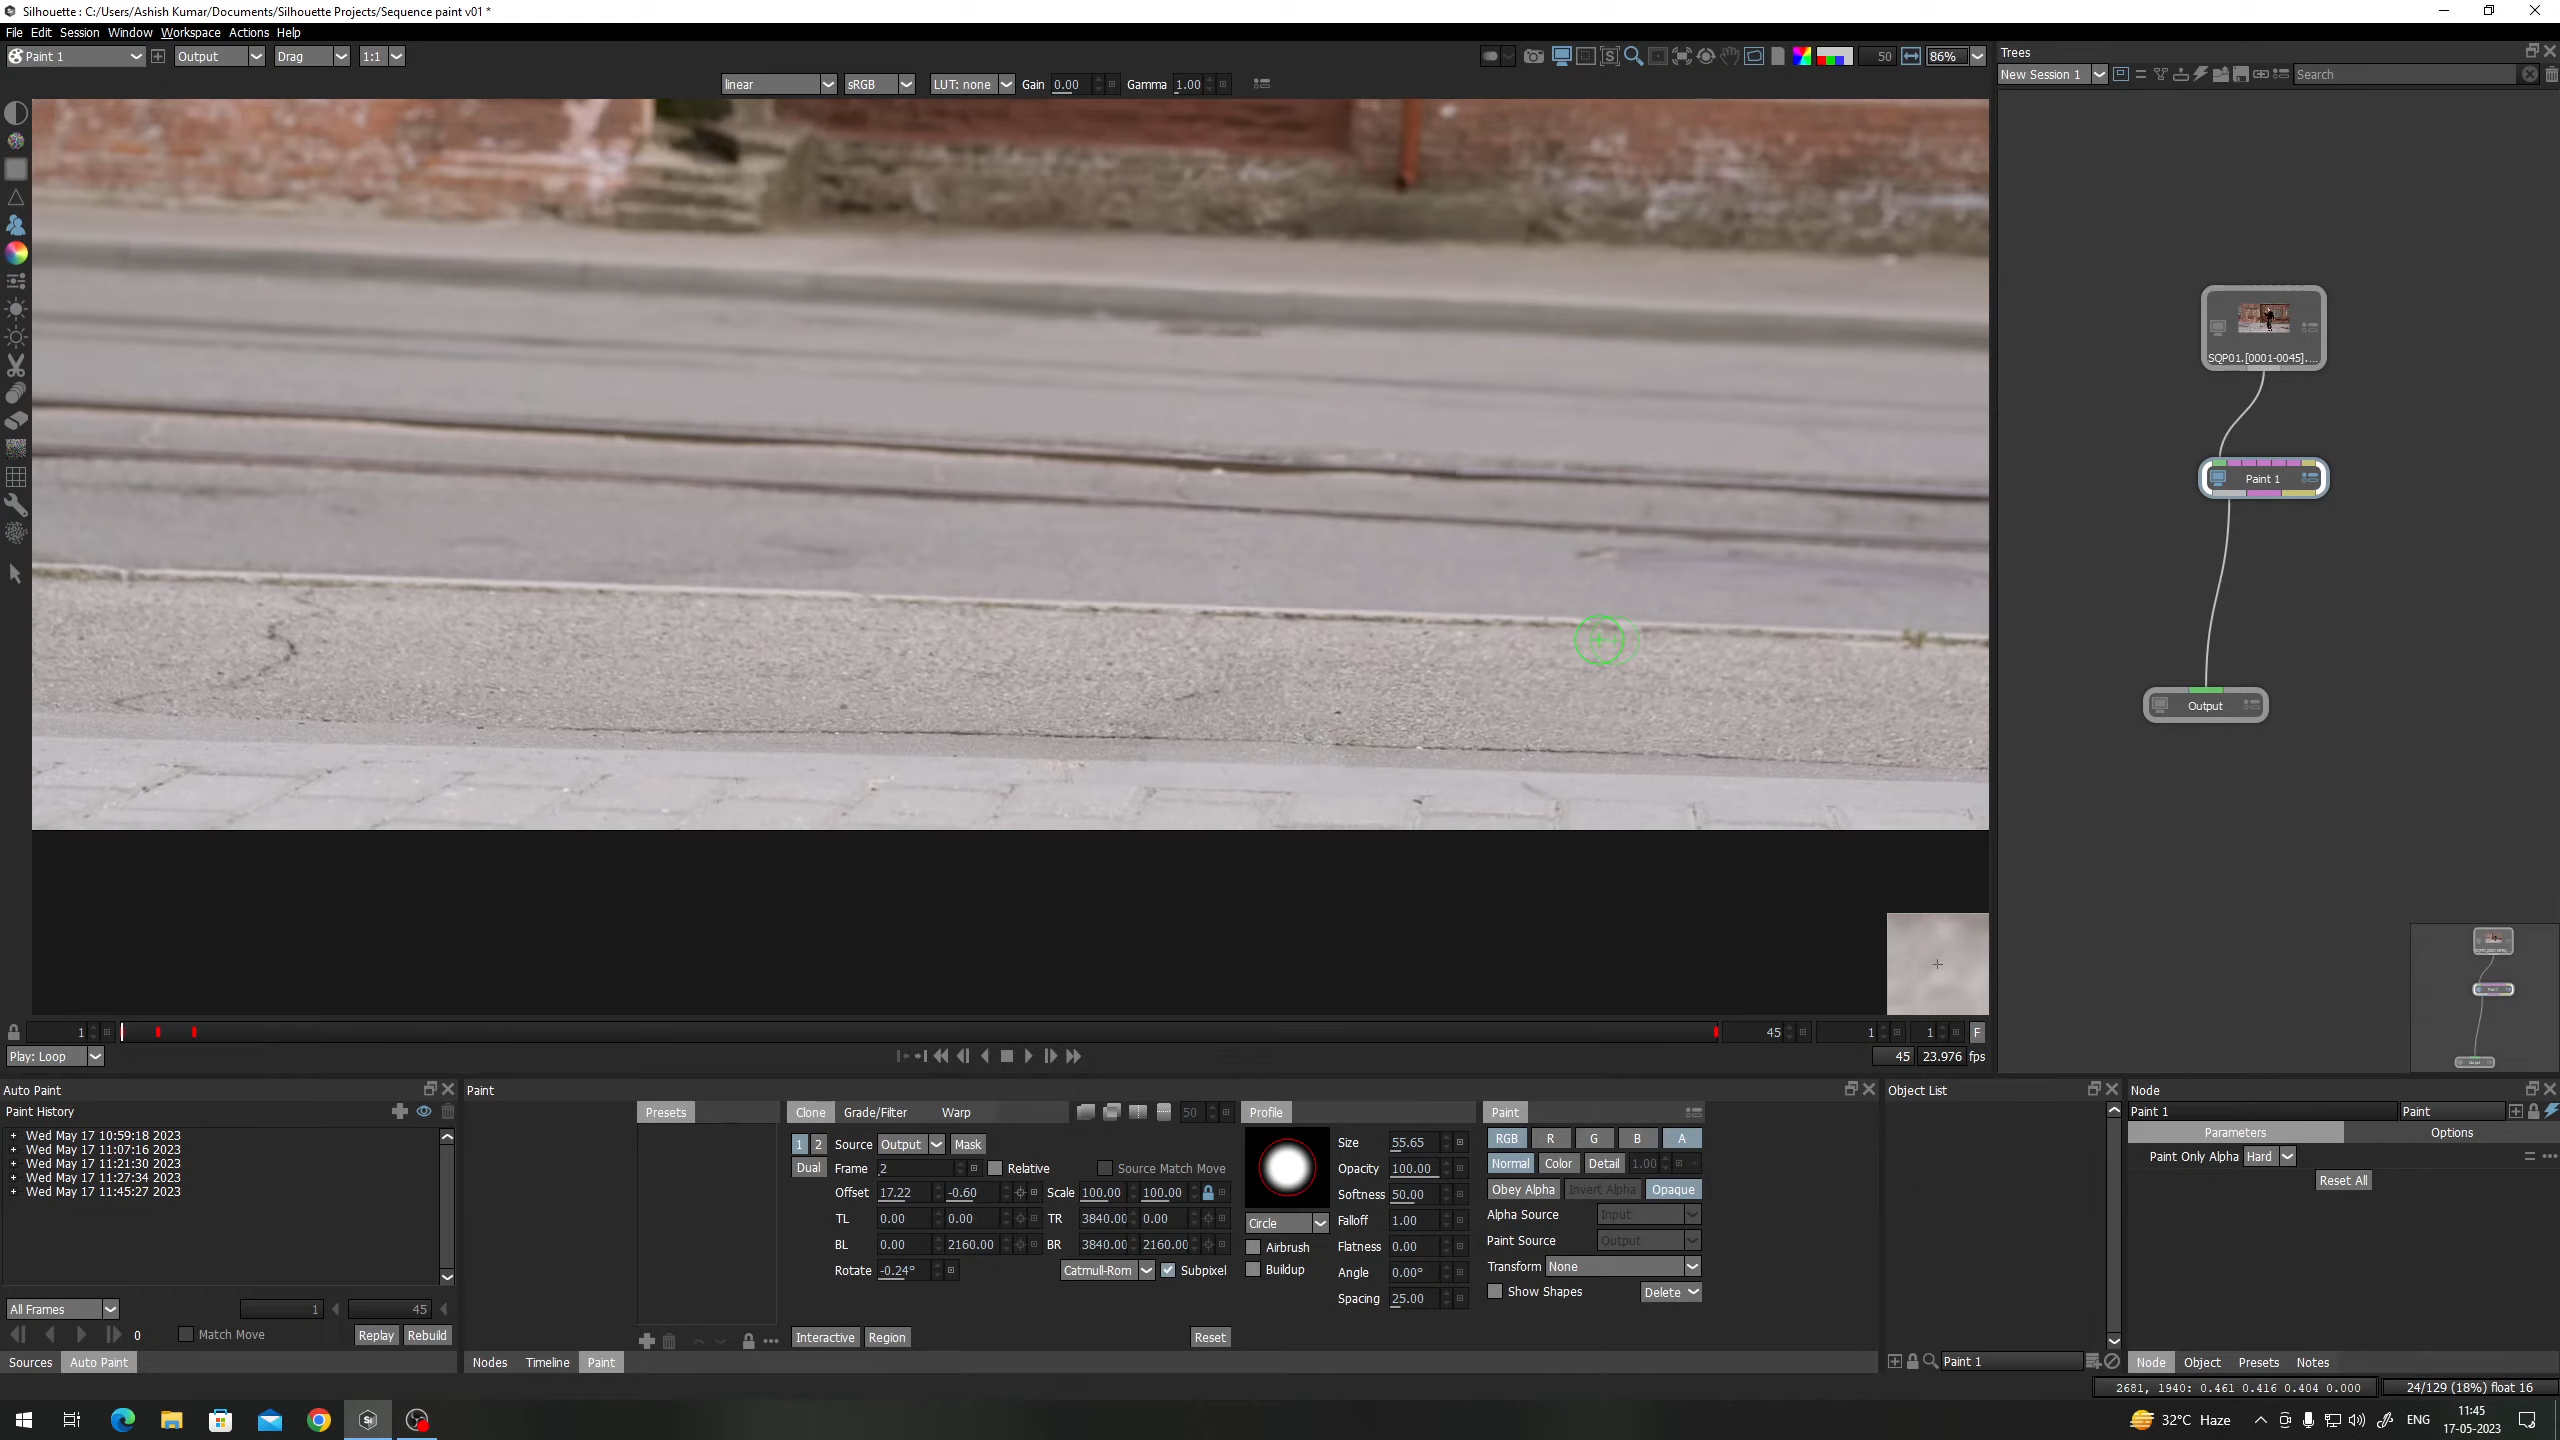 Silhouette : C:/Users/Ashish Kumar/Documents/Silhouette Projects/Sequence paint v01 *
File Edit Session Window Workspace Actions Help
Paint 1 Output Drag 1:1 50 86%
linear sRGB LUT: none Gain 0.00 Gamma 1.00
Trees
New Session 1 Search
SQP01.[0001-0045]....
Paint 1
Output
1 45 1 1 F
Play: Loop 45 23.976 fps
Auto Paint
Paint History
Wed May 17 10:59:18 2023
Wed May 17 11:07:16 2023
Wed May 17 11:21:30 2023
Wed May 17 11:27:34 2023
Wed May 17 11:45:27 2023
All Frames 1 45
0 Match Move Replay Rebuild
Sources Auto Paint
Paint
Presets
Clone Grade/Filter Warp 50
1 2 Source Output Mask
Dual Frame 2 Relative Source Match Move
Offset 17.22 -0.60 Scale 100.00 100.00
TL 0.00 0.00 TR 3840.00 0.00
BL 0.00 2160.00 BR 3840.00 2160.00
Rotate -0.24° Catmull-Rom Subpixel
Interactive Region Reset
Nodes Timeline Paint
Profile
Circle
Airbrush
Buildup
Size 55.65
Opacity 100.00
Softness 50.00
Falloff 1.00
Flatness 0.00
Angle 0.00°
Spacing 25.00
Paint
RGB R G B A
Normal Color Detail 1.00
Obey Alpha Invert Alpha Opaque
Alpha Source Input
Paint Source Output
Transform None
Show Shapes Delete
Object List
Paint 1
Node
Paint 1 Paint
Parameters Options
Paint Only Alpha Hard
Reset All
Node Object Presets Notes
2681, 1940: 0.461 0.416 0.404 0.000 24/129 (18%) float 16
32°C Haze ENG 11:45
17-05-2023